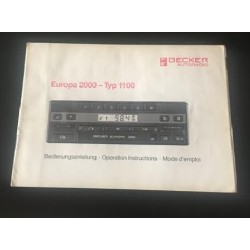 BECKER
AUTORADIO
Europa 2000 – Typ 1100
Bedienungsanleitung · Operation Instructions · Mode d'emploi